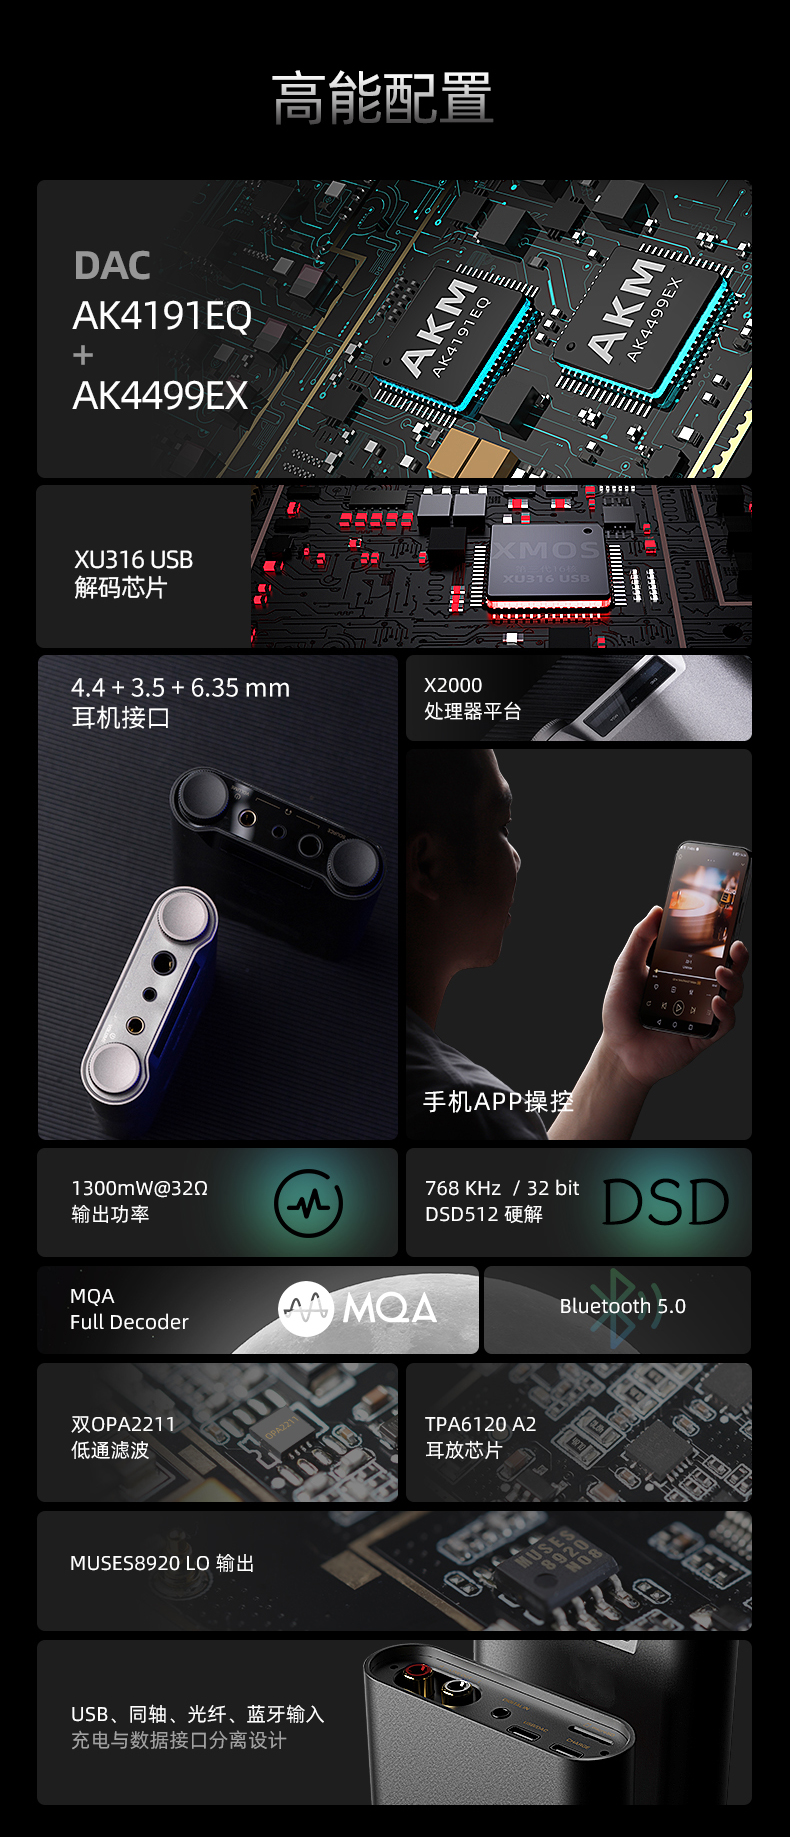 高能配置
DAC
AK4191EQ
+
AK4499EX
AKM
AK4191EQ
AKM
AK4499EX
XU316 USB
解码芯片
XMOS
XU316 USB
4.4 + 3.5 + 6.35 mm
耳机接口
X2000
处理器平台
手机APP操控
1300mW@32Ω
输出功率
768 KHz / 32 bit
DSD512 硬解
DSD
MQA
Full Decoder
MQA
Bluetooth 5.0
双OPA2211
低通滤波
OPA2211
TPA6120 A2
耳放芯片
MUSES8920 LO 输出
MUSES
8920
N08
USB、同轴、光纤、蓝牙输入
充电与数据接口分离设计
CHARGE